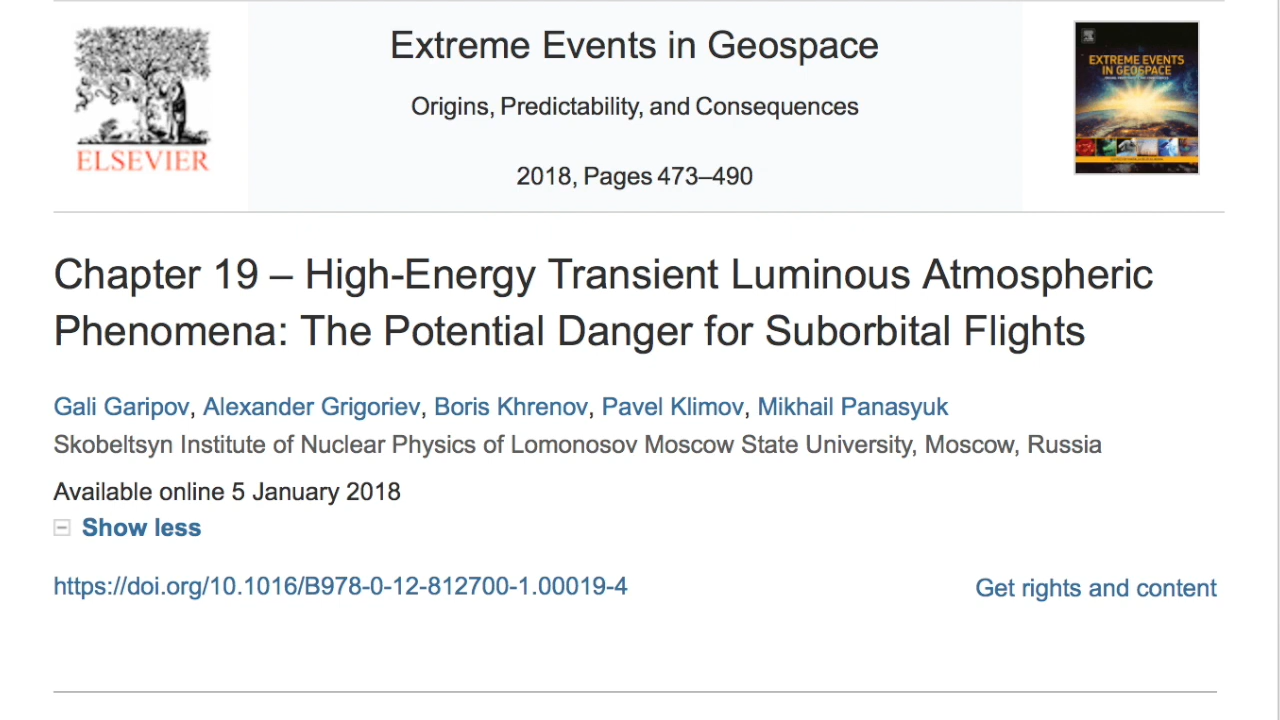 Extreme Events in Geospace
Origins, Predictability, and Consequences
2018, Pages 473–490
ELSEVIER
EXTREME EVENTS
IN GEOSPACE
Chapter 19 – High-Energy Transient Luminous Atmospheric
Phenomena: The Potential Danger for Suborbital Flights
Gali Garipov, Alexander Grigoriev, Boris Khrenov, Pavel Klimov, Mikhail Panasyuk
Skobeltsyn Institute of Nuclear Physics of Lomonosov Moscow State University, Moscow, Russia
Available online 5 January 2018
Show less
https://doi.org/10.1016/B978-0-12-812700-1.00019-4
Get rights and content